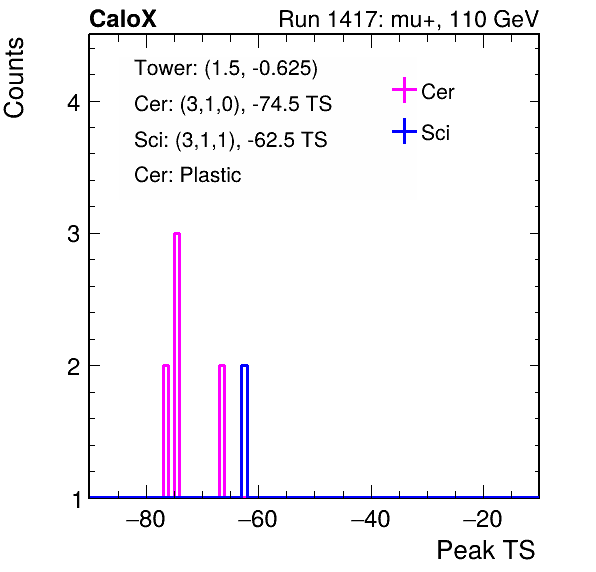 CaloX Run 1417: mu+, 110 GeV
Counts
Tower: (1.5, -0.625)
Cer: (3,1,0), -74.5 TS
Sci: (3,1,1), -62.5 TS
Cer: Plastic
Cer
Sci
4
3
2
1
−80 −60 −40 −20
Peak TS